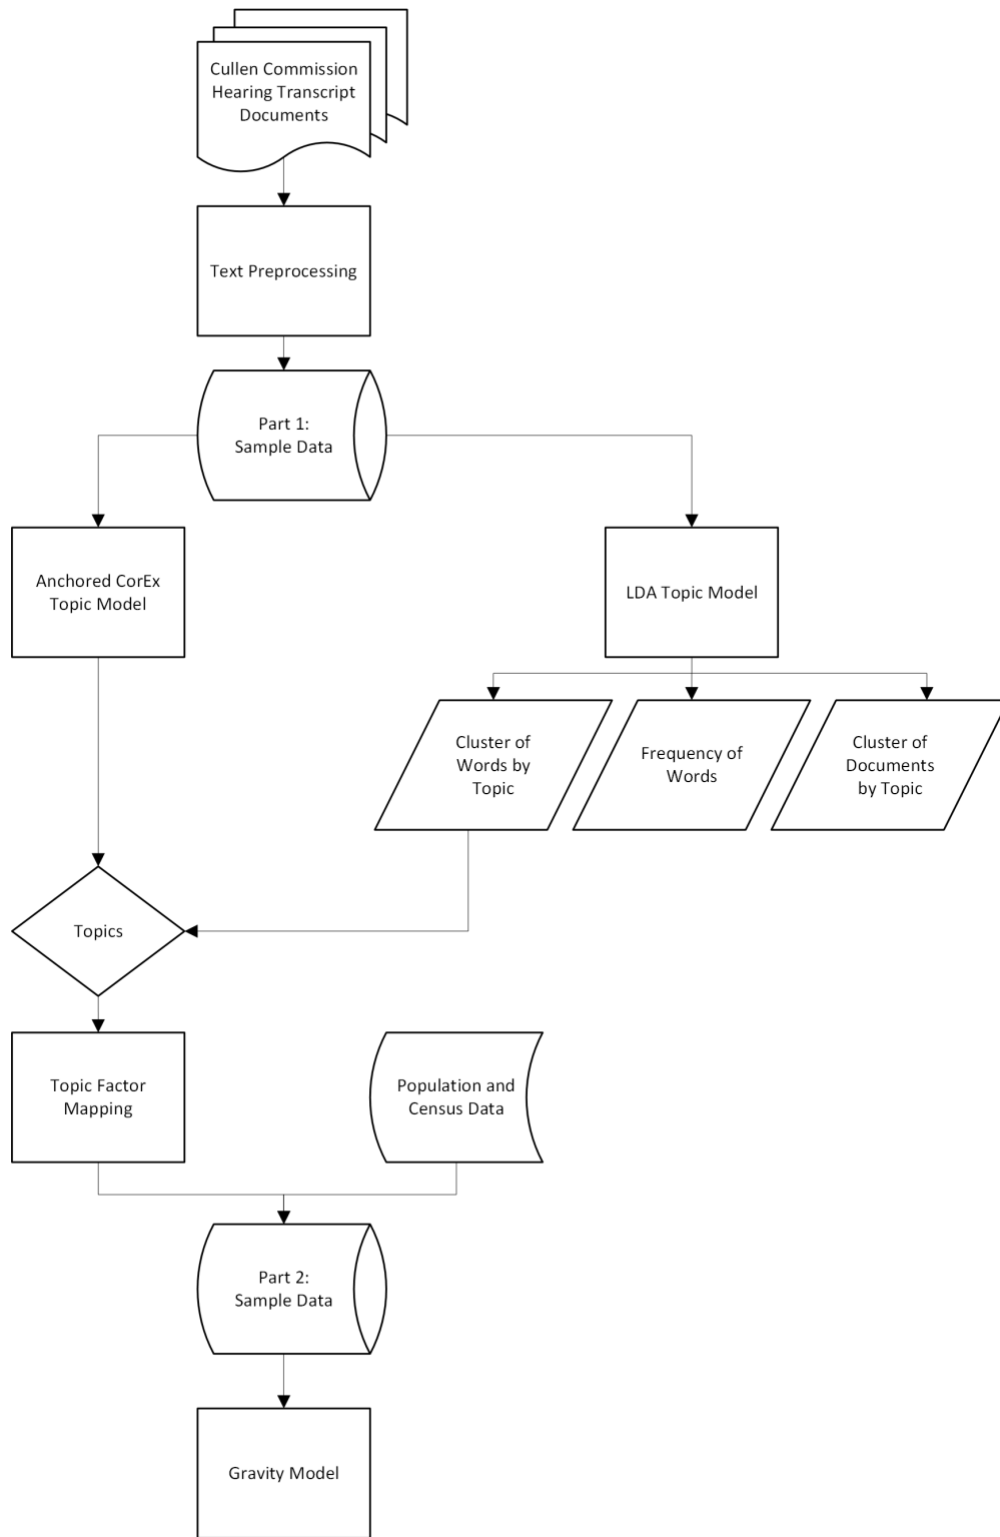 Cullen Commission
Hearing Transcript
Documents
Text Preprocessing
Part 1:
Sample Data
Anchored CorEx
Topic Model
LDA Topic Model
Cluster of
Words by
Topic
Frequency of
Words
Cluster of
Documents
by Topic
Topics
Topic Factor
Mapping
Population and
Census Data
Part 2:
Sample Data
Gravity Model